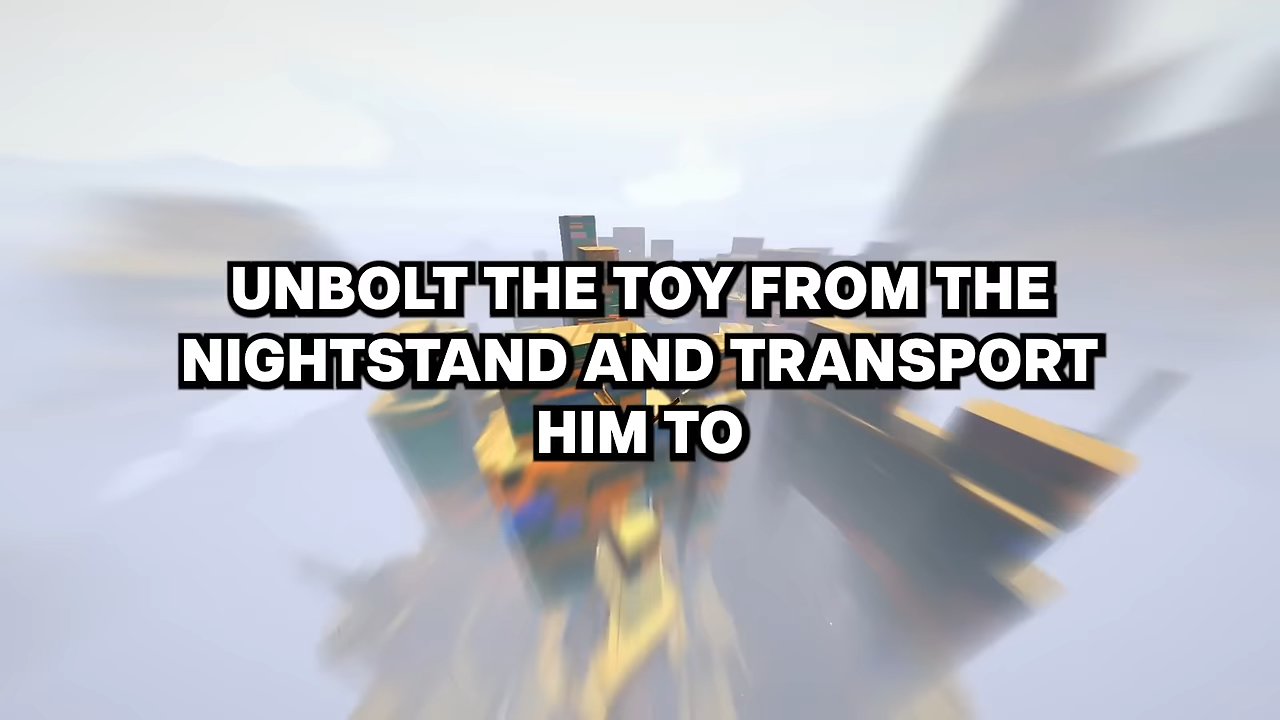 UNBOLT THE TOY FROM THE
NIGHTSTAND AND TRANSPORT
HIM TO